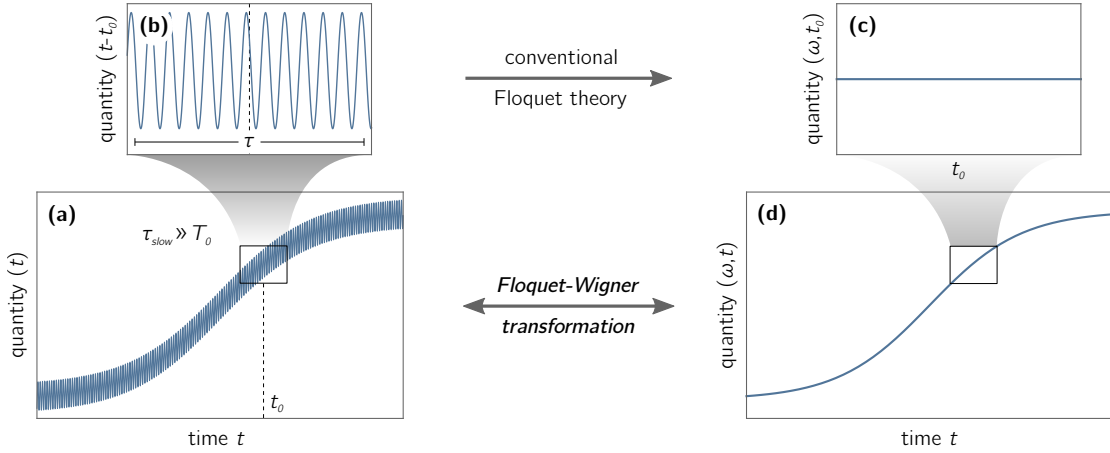 (b)
quantity (t-t₀)
τ
conventional
Floquet theory
(c)
quantity (ω,t₀)
t₀
(a)
τslow » T₀
quantity (t)
t₀
time t
Floquet-Wigner
transformation
(d)
quantity (ω,t)
time t